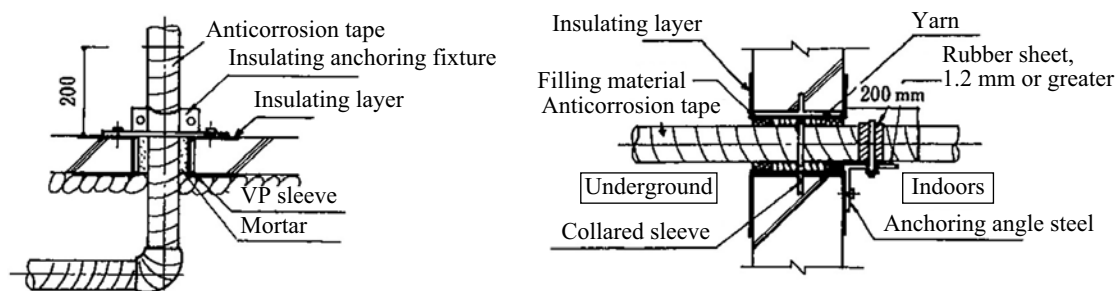 Anticorrosion tape
Insulating anchoring fixture
200
Insulating layer
VP sleeve
Mortar
Insulating layer
Yarn
Rubber sheet,
1.2 mm or greater
Filling material
200 mm
Anticorrosion tape
Underground
Indoors
Collared sleeve
Anchoring angle steel